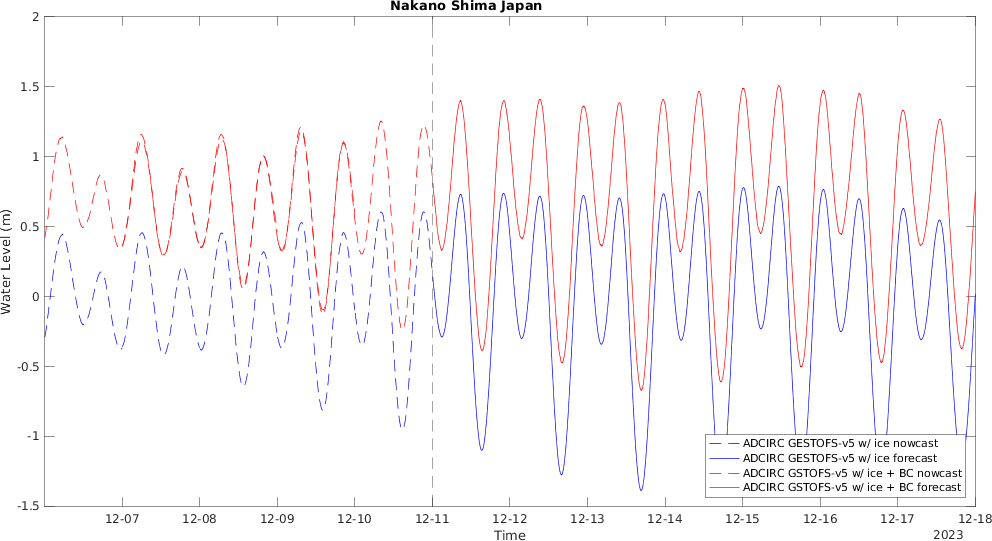 Nakano Shima Japan
2
1.5
1
0.5
0
-0.5
-1
-1.5
Water Level (m)
ADCIRC GESTOFS-v5 w/ ice nowcast
ADCIRC GESTOFS-v5 w/ ice forecast
ADCIRC GSTOFS-v5 w/ ice + BC nowcast
ADCIRC GSTOFS-v5 w/ ice + BC forecast
12-07 12-08 12-09 12-10 12-11 12-12 12-13 12-14 12-15 12-16 12-17 12-18
Time
2023